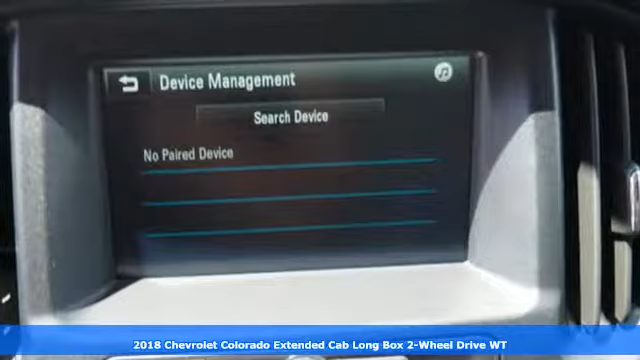 Device Management
Search Device
No Paired Device
2018 Chevrolet Colorado Extended Cab Long Box 2-Wheel Drive WT